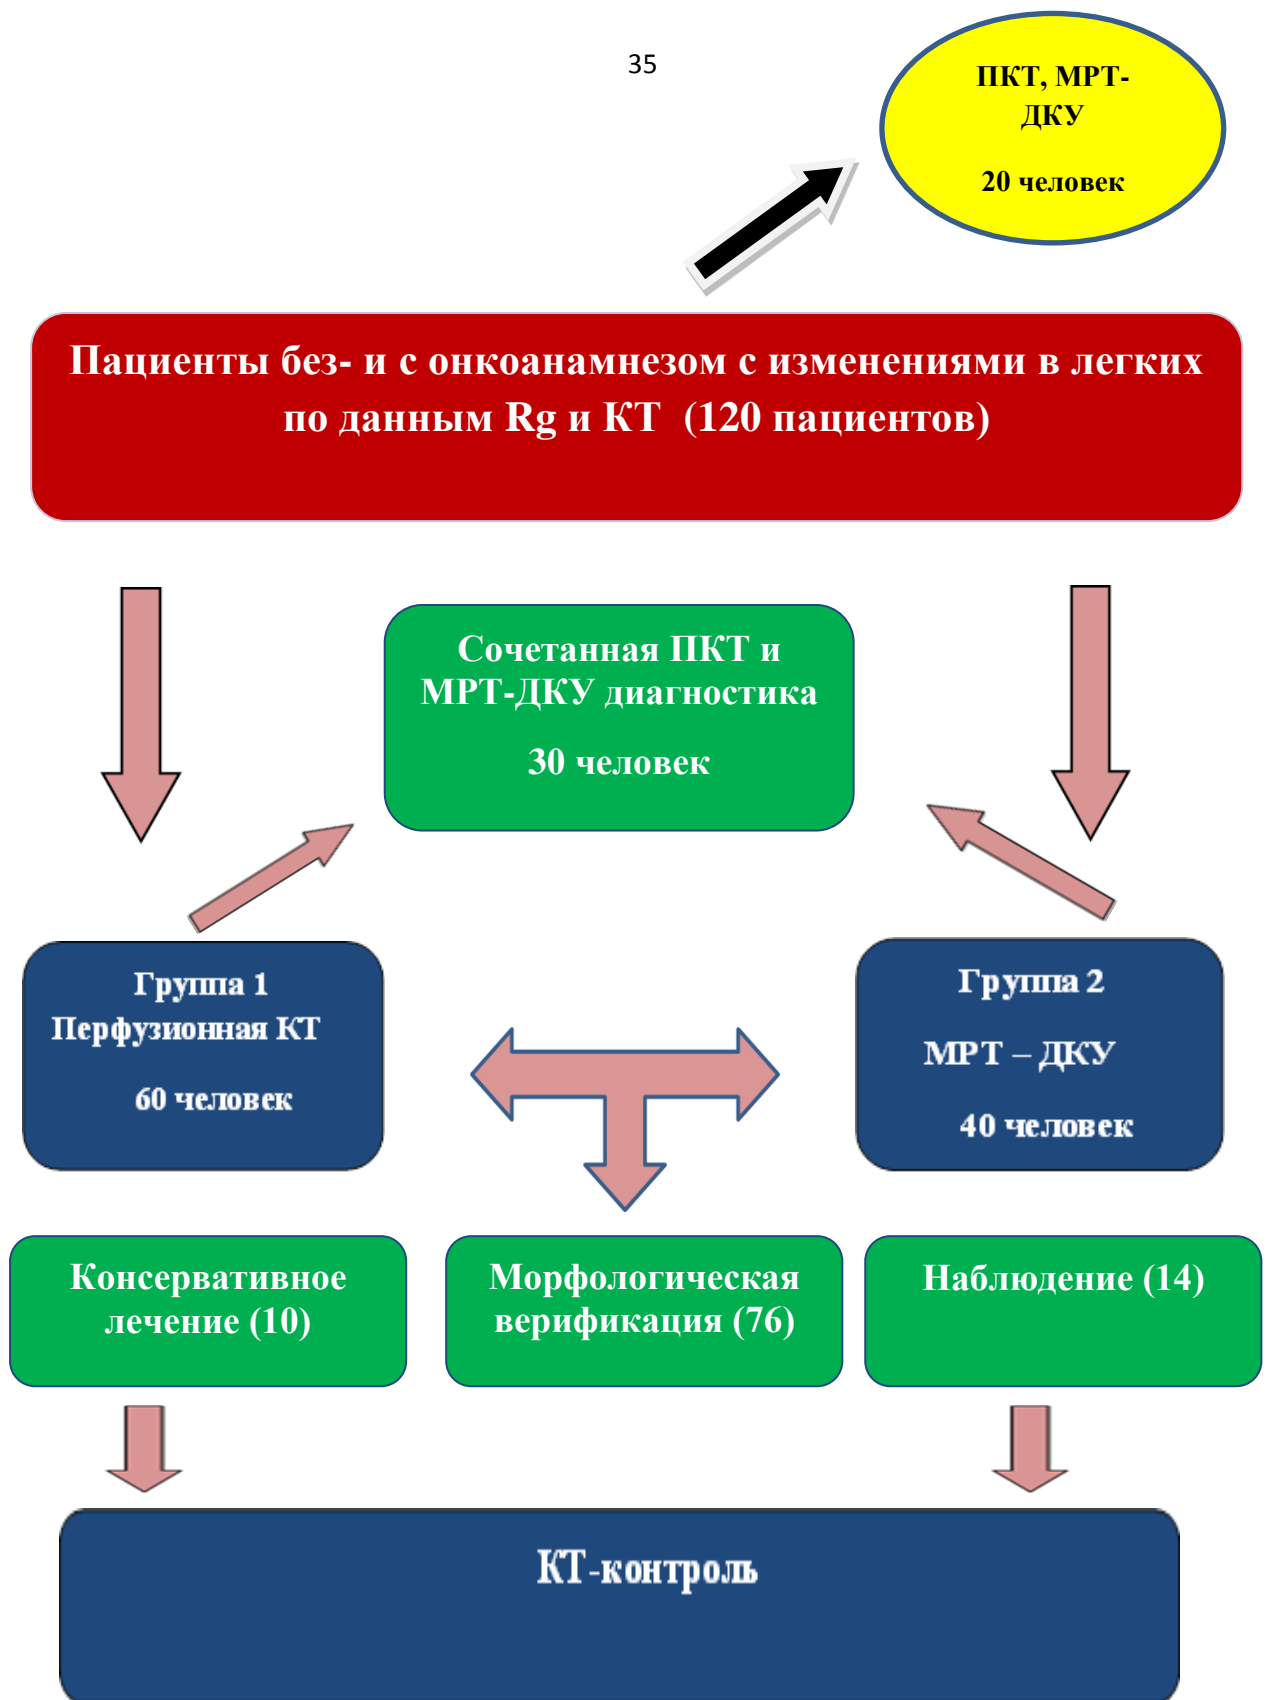 35
ПКТ, МРТ-
ДКУ
20 человек
Пациенты без- и с онкоанамнезом с изменениями в легких
по данным Rg и КТ (120 пациентов)
Сочетанная ПКТ и
МРТ-ДКУ диагностика
30 человек
Группа 1
Перфузионная КТ
60 человек
Группа 2
МРТ – ДКУ
40 человек
Консервативное
лечение (10)
Морфологическая
верификация (76)
Наблюдение (14)
КТ-контроль